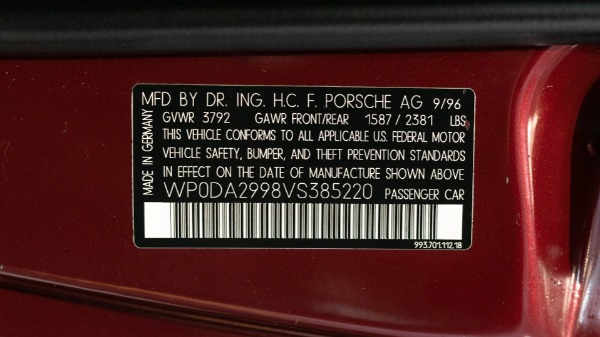 MFD BY DR. ING. H.C. F. PORSCHE AG 9/96
GVWR 3792 GAWR FRONT/REAR 1587 / 2381 LBS
THIS VEHICLE CONFORMS TO ALL APPLICABLE U.S. FEDERAL MOTOR
VEHICLE SAFETY, BUMPER, AND THEFT PREVENTION STANDARDS
IN EFFECT ON THE DATE OF MANUFACTURE SHOWN ABOVE.
WP0DA2998VS385220 PASSENGER CAR
MADE IN GERMANY
993.701.112.18